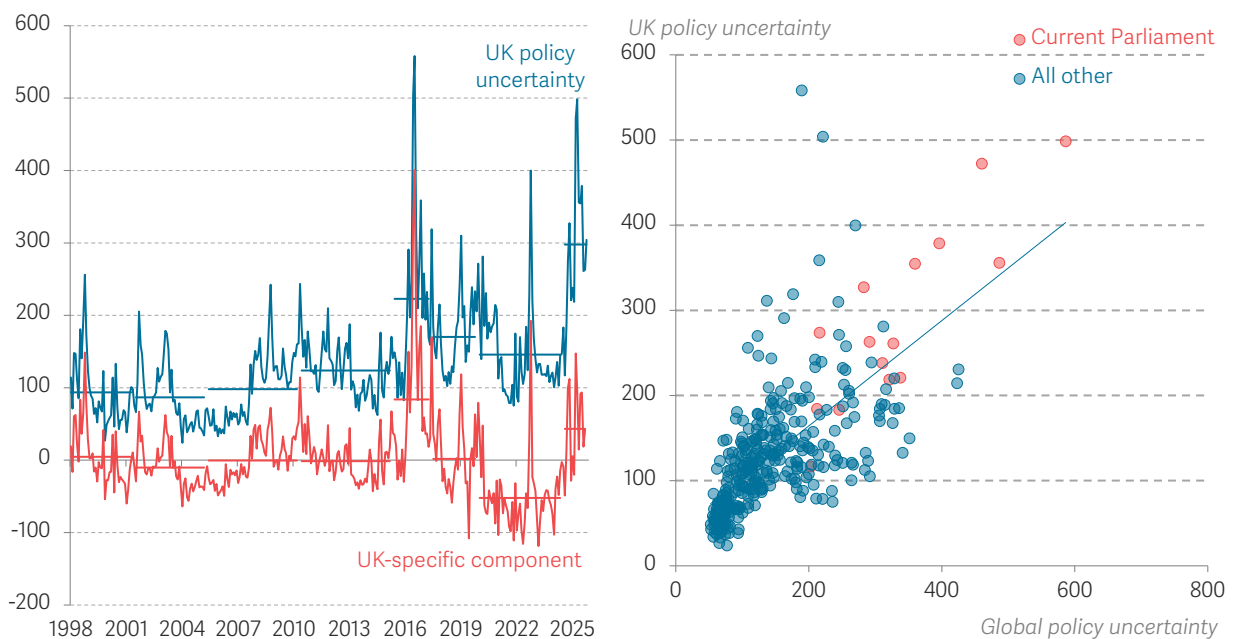 600
500
400
300
200
100
0
-100
-200
1998 2001 2004 2007 2010 2013 2016 2019 2022 2025
UK policy
uncertainty
UK-specific component
UK policy uncertainty
Current Parliament
All other
600
500
400
300
200
100
0
0 200 400 600 800
Global policy uncertainty